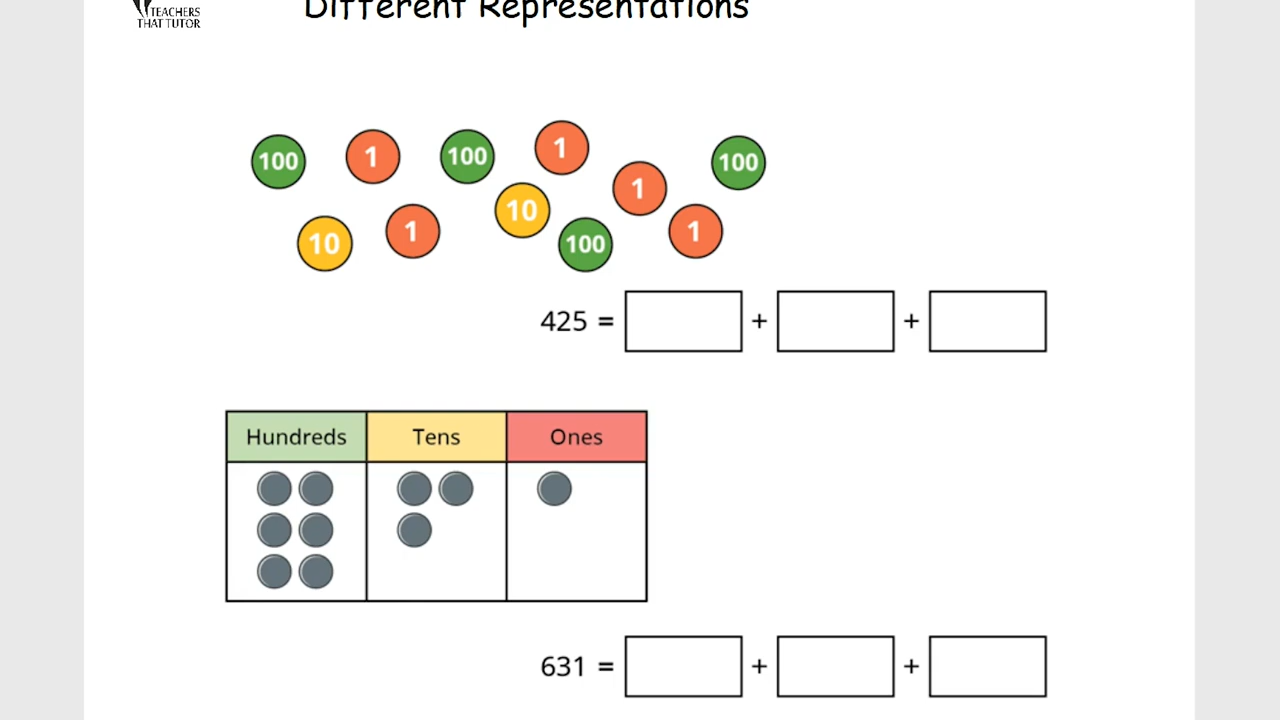 TEACHERS
THAT TUTOR
Different Representations
100 1 100 1 1 100
10 1 10 100 1
425 = + +
Hundreds Tens Ones
631 = + +